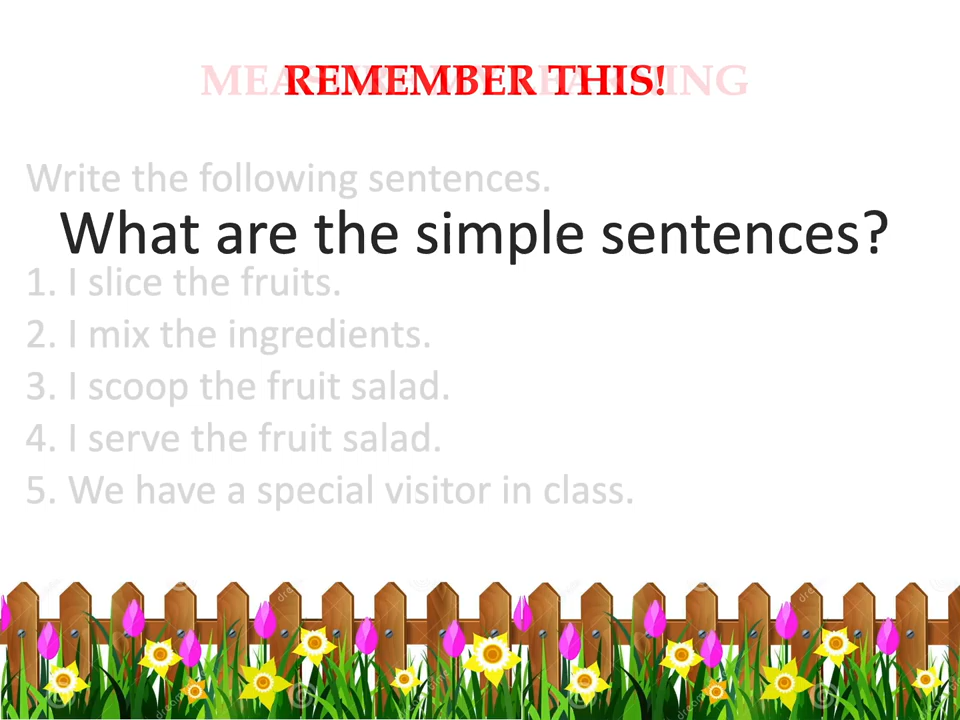 REMEMBER THIS!
Write the following sentences.
What are the simple sentences?
1. I slice the fruits.
2. I mix the ingredients.
3. I scoop the fruit salad.
4. I serve the fruit salad.
5. We have a special visitor in class.